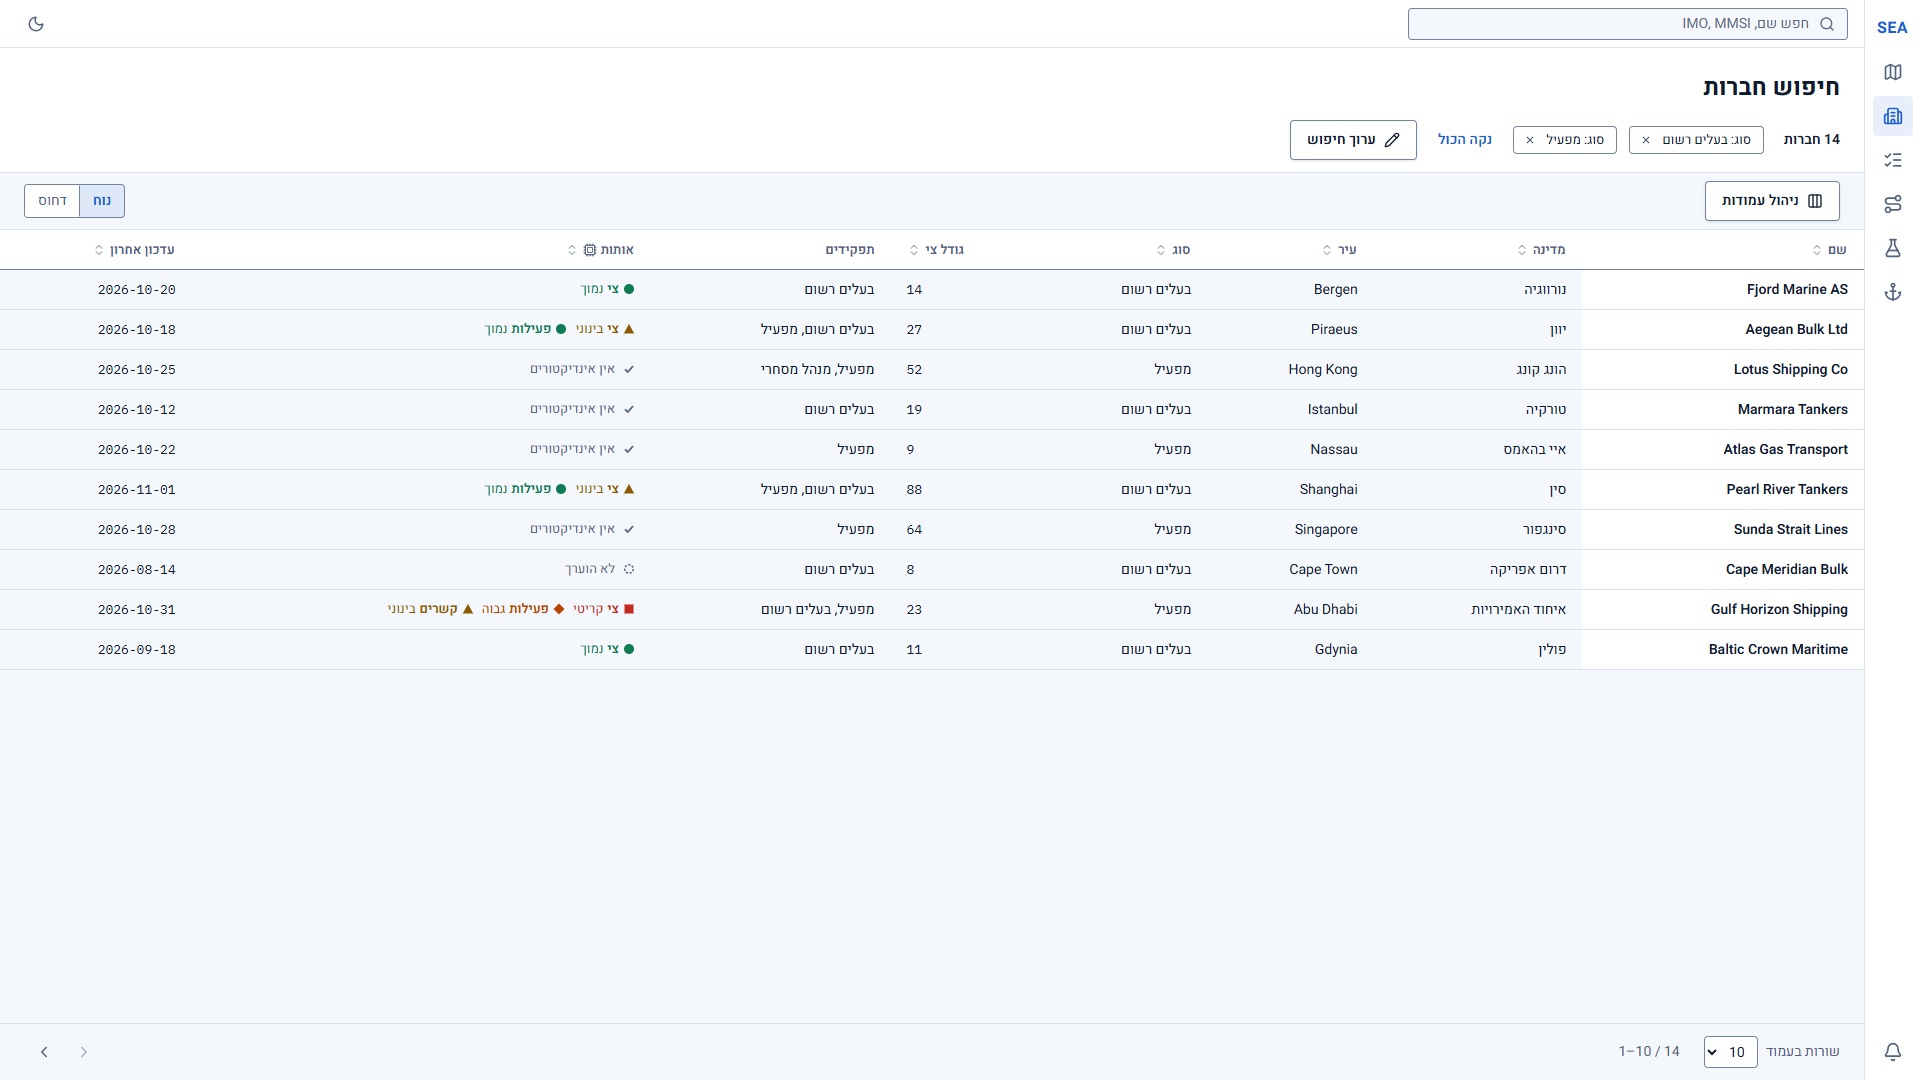 SEA
חפש שם, IMO, MMSI
חיפוש חברות
14 חברות סוג: בעלים רשום × סוג: מפעיל × נקה הכול ערוך חיפוש
ניהול עמודות נוח דחוס
שם מדינה עיר סוג גודל צי תפקידים אותות עדכון אחרון
Fjord Marine AS נורווגיה Bergen בעלים רשום 14 בעלים רשום צי נמוך 2026-10-20
Aegean Bulk Ltd יוון Piraeus בעלים רשום 27 בעלים רשום, מפעיל צי בינוני פעילות נמוך 2026-10-18
Lotus Shipping Co הונג קונג Hong Kong מפעיל 52 מפעיל, מנהל מסחרי אין אינדיקטורים 2026-10-25
Marmara Tankers טורקיה Istanbul בעלים רשום 19 בעלים רשום אין אינדיקטורים 2026-10-12
Atlas Gas Transport איי בהאמס Nassau מפעיל 9 מפעיל אין אינדיקטורים 2026-10-22
Pearl River Tankers סין Shanghai בעלים רשום 88 בעלים רשום, מפעיל צי בינוני פעילות נמוך 2026-11-01
Sunda Strait Lines סינגפור Singapore מפעיל 64 מפעיל אין אינדיקטורים 2026-10-28
Cape Meridian Bulk דרום אפריקה Cape Town בעלים רשום 8 בעלים רשום לא הוערך 2026-08-14
Gulf Horizon Shipping איחוד האמירויות Abu Dhabi מפעיל 23 מפעיל, בעלים רשום צי קריטי פעילות גבוה קשרים בינוני 2026-10-31
Baltic Crown Maritime פולין Gdynia בעלים רשום 11 בעלים רשום צי נמוך 2026-09-18
שורות בעמוד 10 1–10 / 14